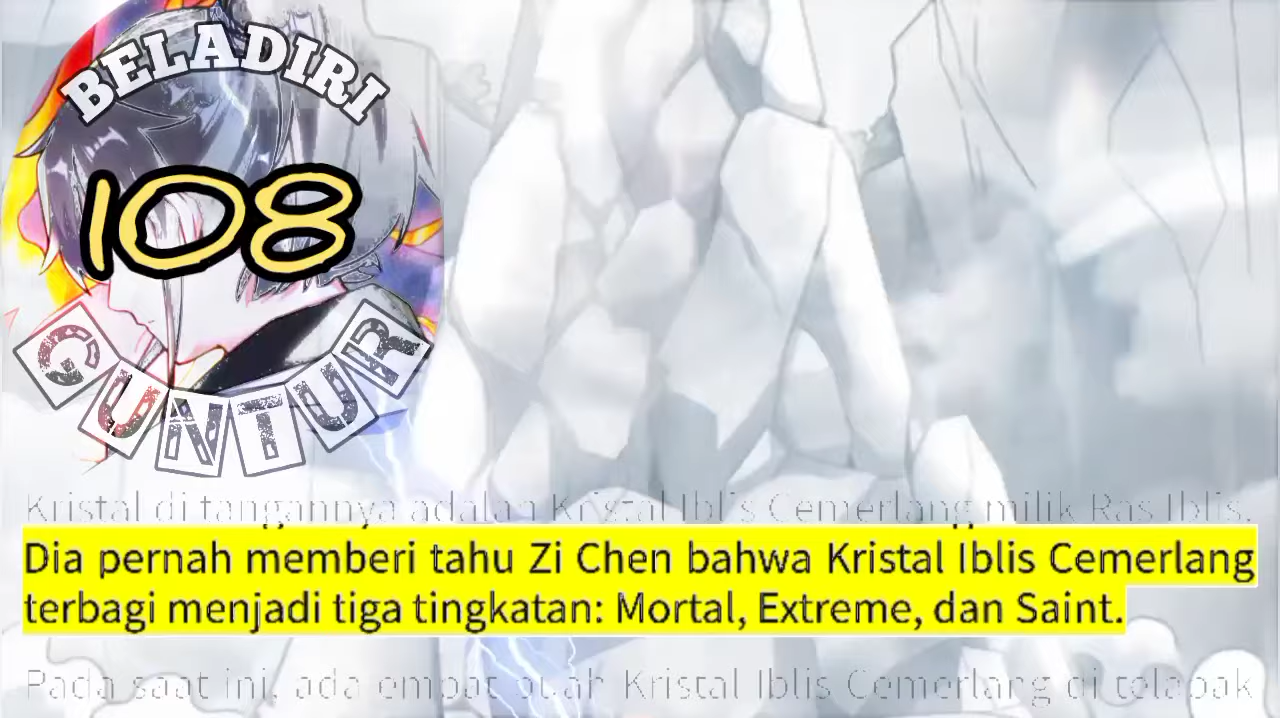 BELADIRI
108
GUNTUR
Kristal di tangannya adalah Kristal Iblis Cemerlang milik Ras Iblis.
Dia pernah memberi tahu Zi Chen bahwa Kristal Iblis Cemerlang
terbagi menjadi tiga tingkatan: Mortal, Extreme, dan Saint.
Pada saat ini, ada empat buah Kristal Iblis Cemerlang di telapak